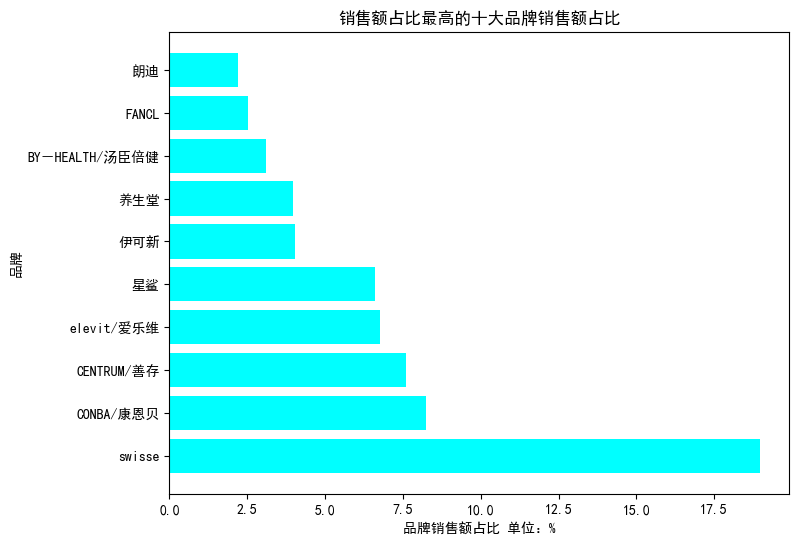 销售额占比最高的十大品牌销售额占比
朗迪
FANCL
BY－HEALTH/汤臣倍健
养生堂
伊可新
星鲨
elevit/爱乐维
CENTRUM/善存
CONBA/康恩贝
swisse
品牌
0.0 2.5 5.0 7.5 10.0 12.5 15.0 17.5
品牌销售额占比 单位：%